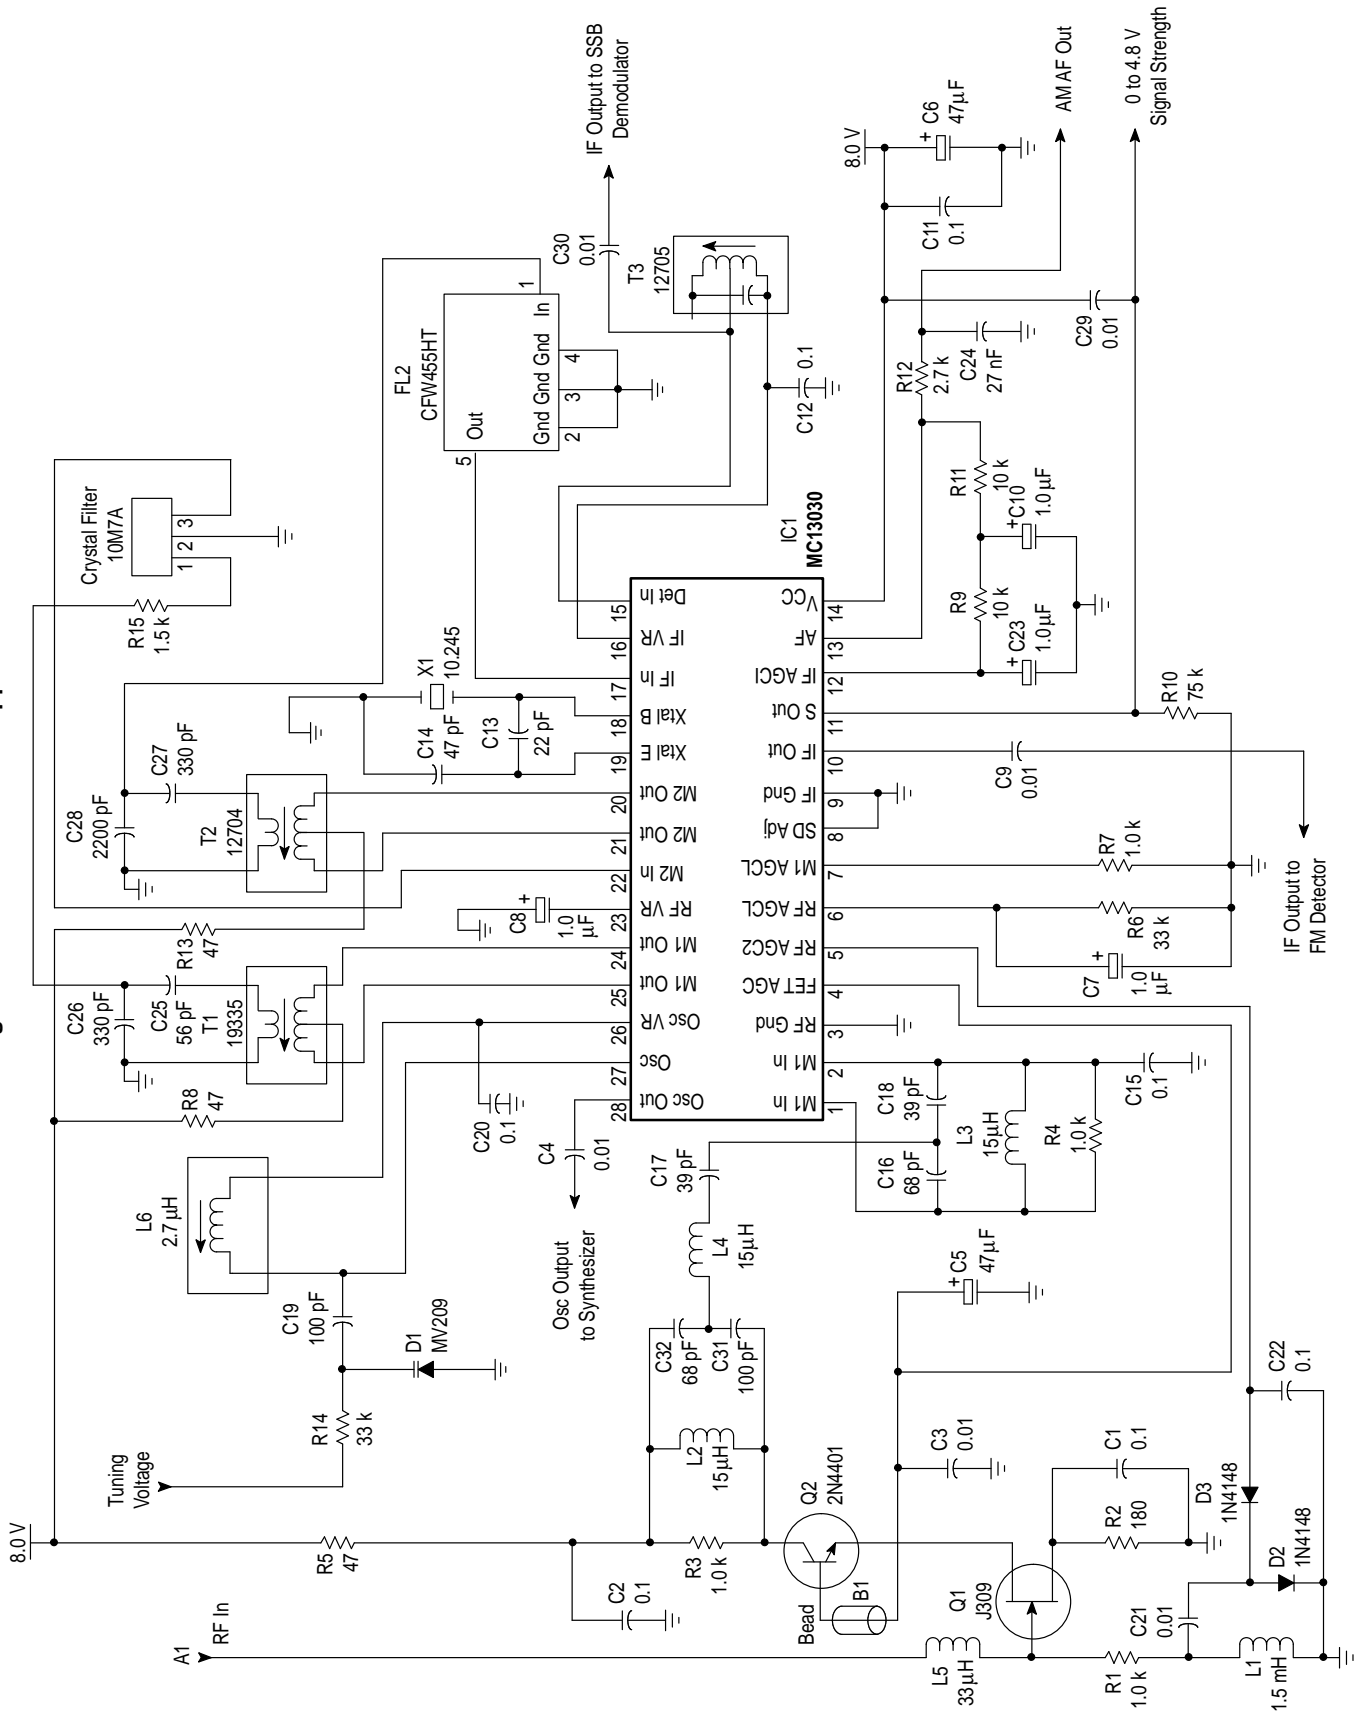 IF Output to SSB
Demodulator
C30
0.01
T3
12705
FL2
CFW455HT
Out
In
Gnd Gnd Gnd
5
1
2
3
4
C12
0.1
Crystal Filter
10M7A
1
2
3
R15
1.5 k
C28
2200 pF
C27
330 pF
T2
12704
R13
47
C26
330 pF
C25
56 pF
T1
19335
R8
47
L6
2.7 µH
C19
100 pF
D1
MV209
R14
33 k
Tuning
Voltage
8.0 V
X1
10.245
C14
47 pF
C13
22 pF
C8
+
1.0
µF
C20
0.1
C4
0.01
Osc Output
to Synthesizer
IC1
MC13030
15
Det In
16
IF VR
17
IF In
18
Xtal B
19
Xtal E
20
M2 Out
21
M2 Out
22
M2 In
23
RF VR
24
M1 Out
25
M1 Out
26
Osc VR
27
Osc
28
Osc Out
VCC
14
AF
13
IF AGCI
12
S Out
11
IF Out
10
IF Gnd
9
SD Adj
8
M1 AGCL
7
RF AGCL
6
RF AGC2
5
FET AGC
4
RF Gnd
3
M1 In
2
M1 In
1
8.0 V
+
C6
47µF
C11
0.1
AM AF Out
0 to 4.8 V
Signal Strength
C29
0.01
R12
2.7 k
C24
27 nF
R11
10 k
+
C10
1.0 µF
R9
10 k
+
C23
1.0 µF
R10
75 k
C9
0.01
IF Output to
FM Detector
R7
1.0 k
R6
33 k
C7
+
1.0
µF
C18
39 pF
C15
0.1
L3
15µH
R4
1.0 k
C16
68 pF
C17
39 pF
L4
15µH
+
C5
47µF
C32
68 pF
C31
100 pF
L2
15µH
R5
47
R3
1.0 k
C2
0.1
Q2
2N4401
C3
0.01
Bead
B1
A1
RF In
L5
33µH
Q1
J309
R2
180
C1
0.1
R1
1.0 k
C21
0.01
L1
1.5 mH
D3
1N4148
D2
1N4148
C22
0.1